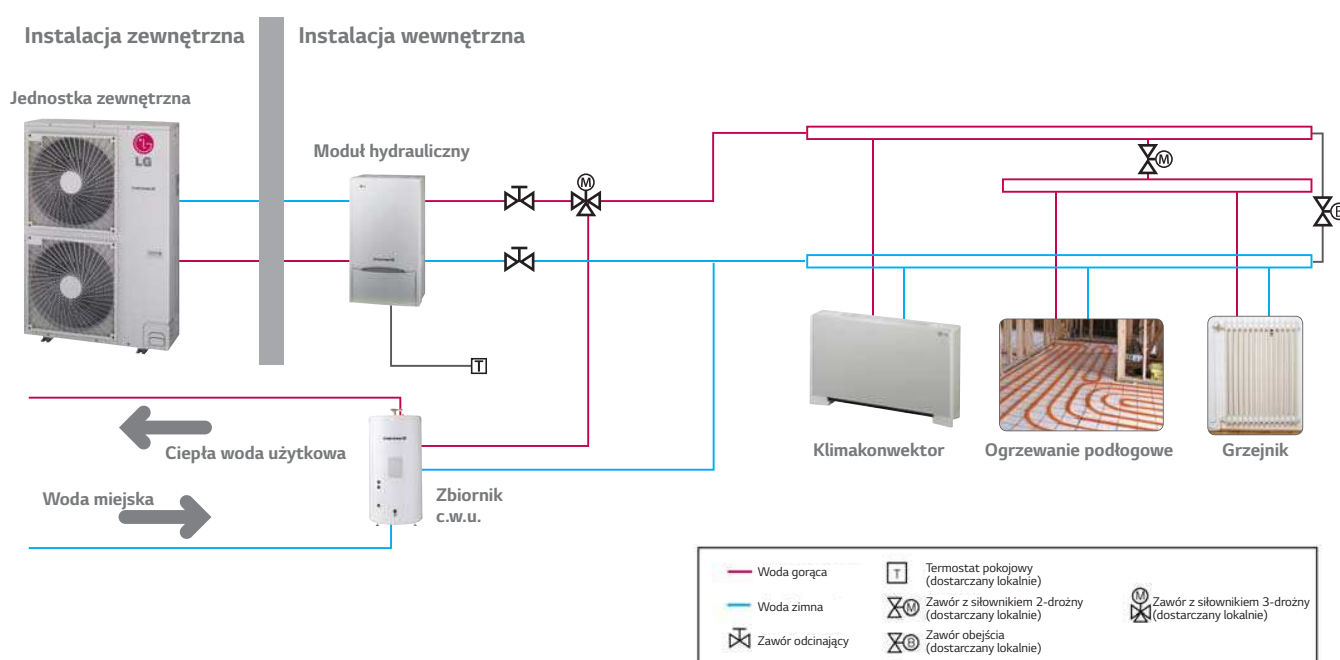 Instalacja zewnętrzna
Instalacja wewnętrzna
Jednostka zewnętrzna
LG
Moduł hydrauliczny
M
M
B
T
Klimakonwektor
Ogrzewanie podłogowe
Grzejnik
Ciepła woda użytkowa
Woda miejska
Zbiornik
c.w.u.
Woda gorąca
T
Termostat pokojowy
(dostarczany lokalnie)
Woda zimna
M
Zawór z siłownikiem 2-drożny
(dostarczany lokalnie)
M
Zawór z siłownikiem 3-drożny
(dostarczany lokalnie)
Zawór odcinający
B
Zawór obejścia
(dostarczany lokalnie)